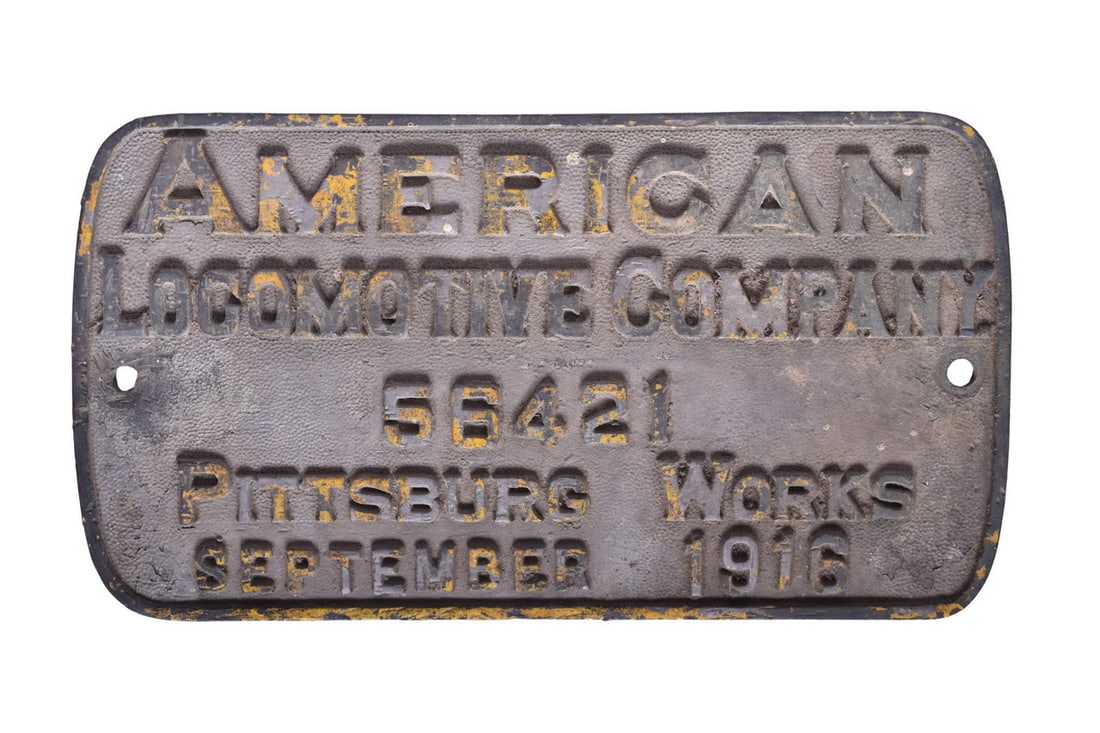 AMERICAN
LOCOMOTIVE COMPANY
56421
PITTSBURG WORKS
SEPTEMBER 1916